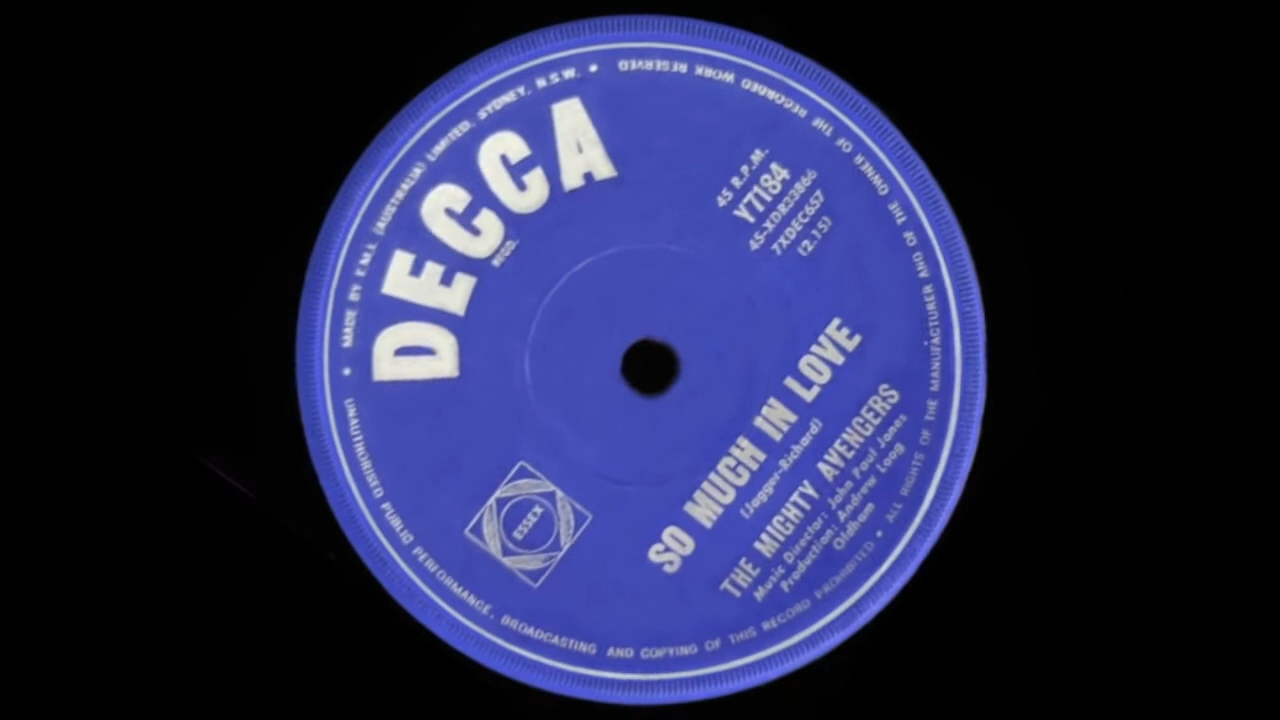 DECCA
REGD.
45 R.P.M.
Y7184
45-XDR33866
7XDEC657
(2.15)
ESSEX
SO MUCH IN LOVE
(Jagger-Richard)
THE MIGHTY AVENGERS
Music Director: John Paul Jones
Production: Andrew Loog
Oldham
• MADE BY E.M.I. (AUSTRALIA) LIMITED. SYDNEY, N.S.W. •
UNAUTHORISED PUBLIC PERFORMANCE, BROADCASTING AND COPYING OF THIS RECORD PROHIBITED • ALL RIGHTS OF THE MANUFACTURER AND OF THE OWNER OF THE RECORDED WORK RESERVED